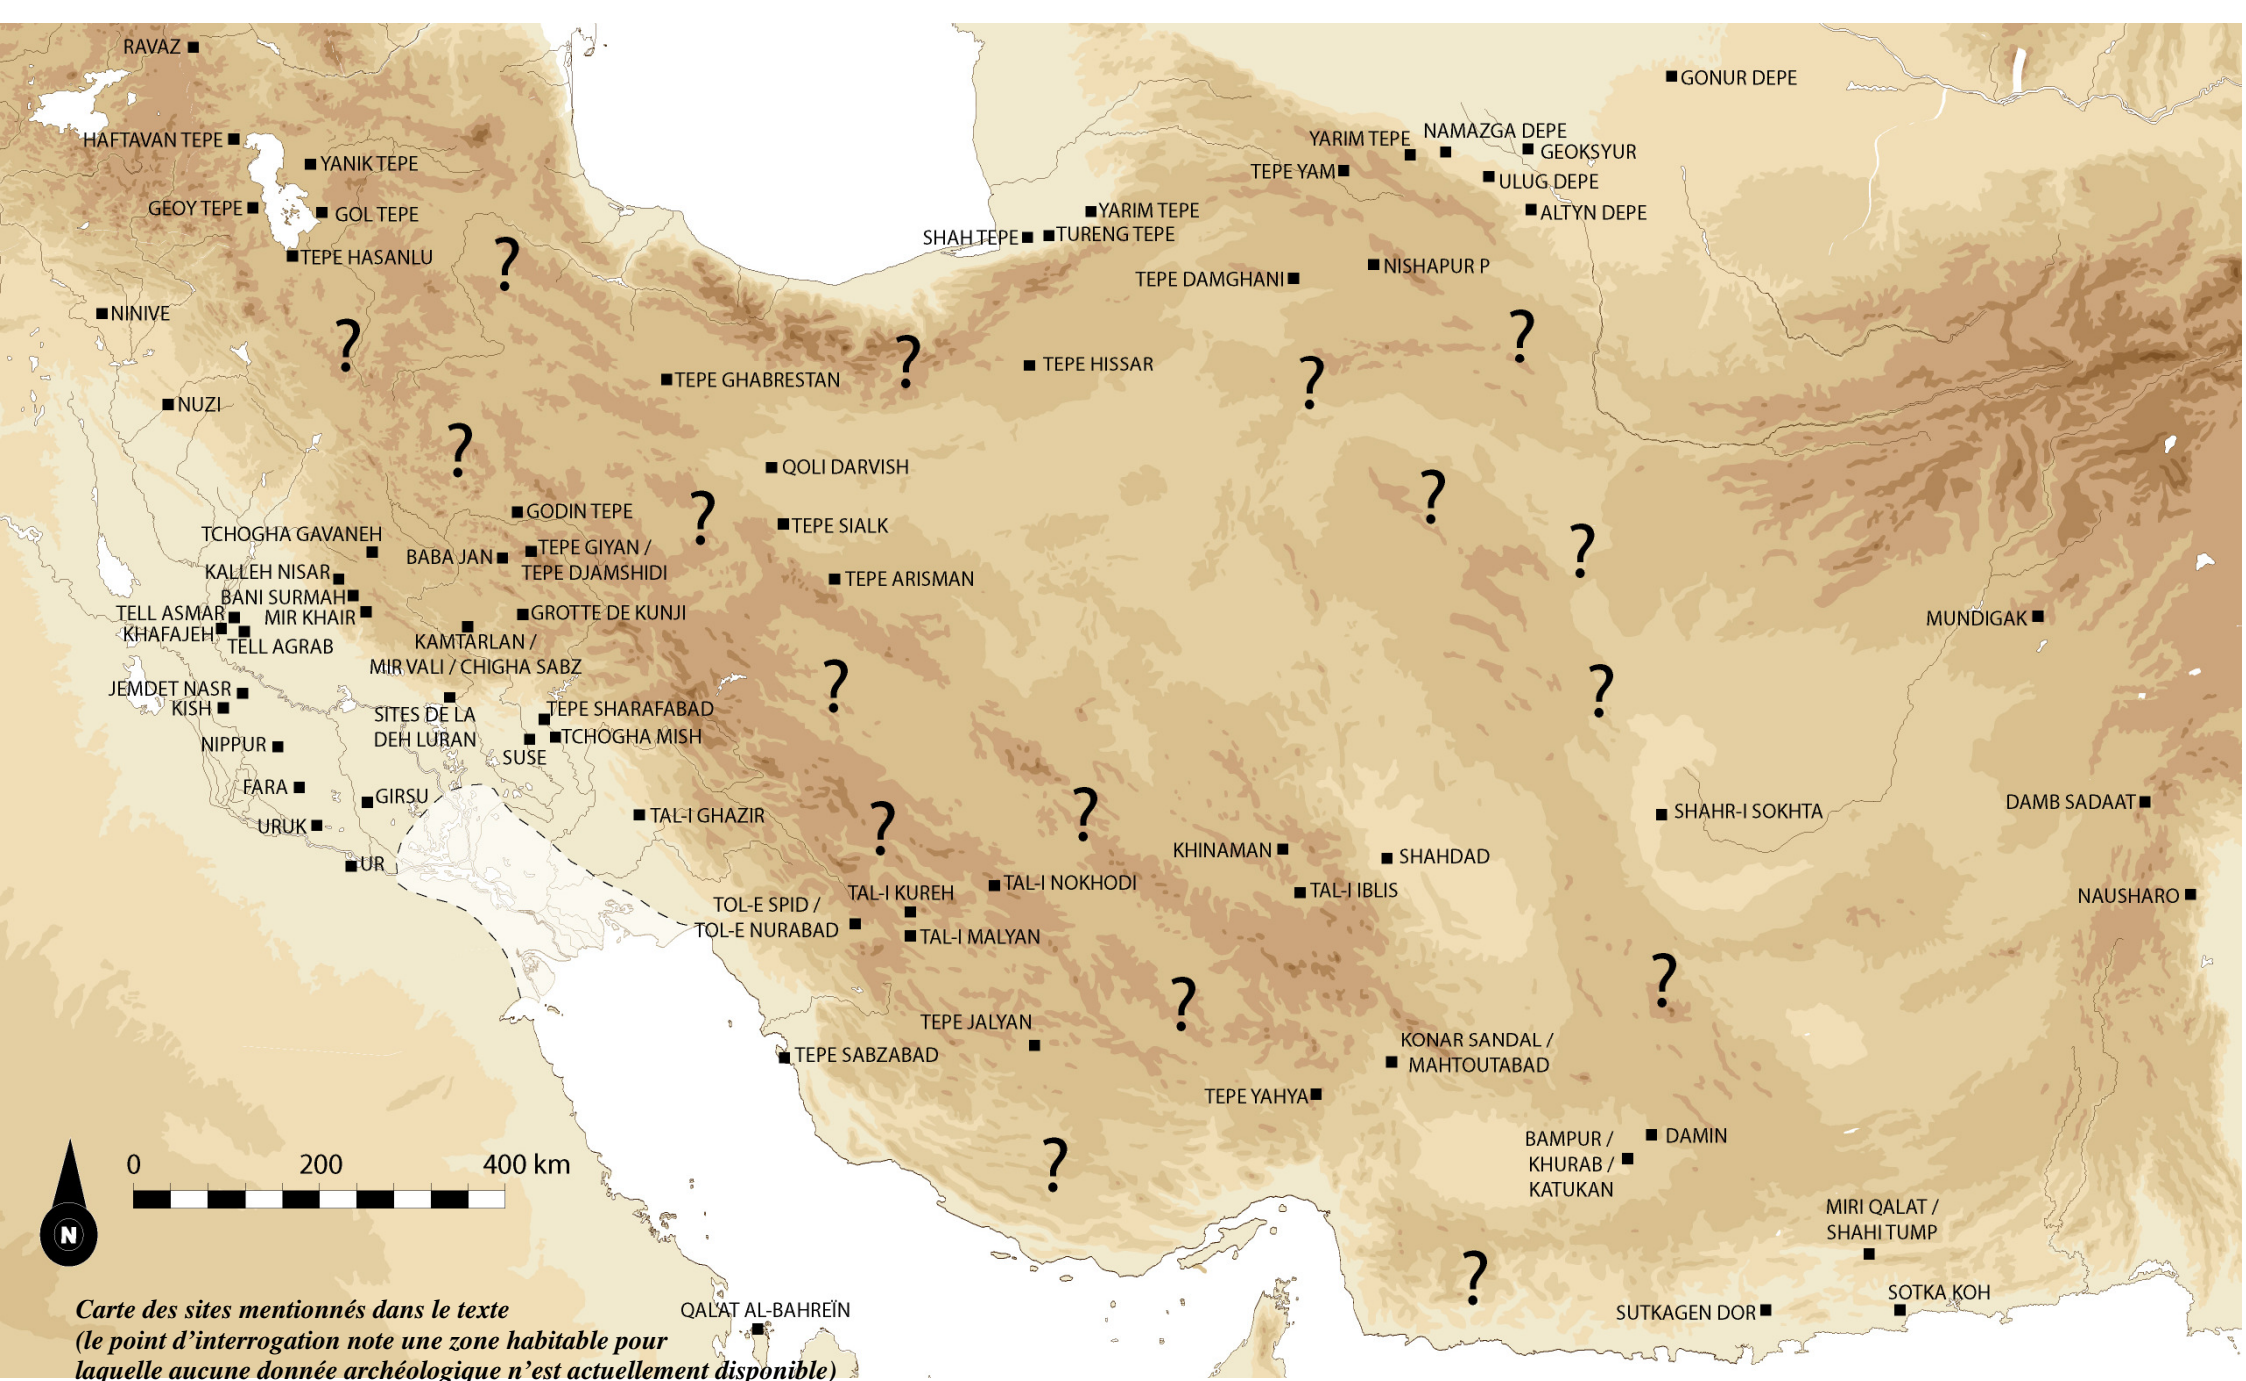 RAVAZ
GONUR DEPE
HAFTAVAN TEPE
YANIK TEPE
YARIM TEPE
NAMAZGA DEPE
GEOKSYUR
TEPE YAM
ULUG DEPE
GEOY TEPE
GOL TEPE
YARIM TEPE
ALTYN DEPE
SHAH TEPE
TURENG TEPE
TEPE HASANLU
?
NISHAPUR P
TEPE DAMGHANI
NINIVE
?
?
?
TEPE HISSAR
TEPE GHABRESTAN
?
NUZI
?
QOLI DARVISH
?
GODIN TEPE
?
TEPE SIALK
TCHOGHA GAVANEH
?
BABA JAN
TEPE GIYAN /
TEPE DJAMSHIDI
KALLEH NISAR
TEPE ARISMAN
BANI SURMAH
TELL ASMAR
MIR KHAIR
GROTTE DE KUNJI
MUNDIGAK
KHAFAJEH
TELL AGRAB
KAMTARLAN /
MIR VALI / CHIGHA SABZ
JEMDET NASR
KISH
?
?
SITES DE LA
DEH LURAN
TEPE SHARAFABAD
TCHOGHA MISH
SUSE
NIPPUR
FARA
GIRSU
URUK
UR
TAL-I GHAZIR
?
?
SHAHR-I SOKHTA
DAMB SADAAT
KHINAMAN
SHAHDAD
TAL-I NOKHODI
TAL-I IBLIS
TAL-I KUREH
NAUSHARO
TOL-E SPID /
TOL-E NURABAD
TAL-I MALYAN
?
?
TEPE JALYAN
TEPE SABZABAD
KONAR SANDAL /
MAHTOUTABAD
TEPE YAHYA
?
BAMPUR /
KHURAB /
KATUKAN
DAMIN
0 200 400 km
N
MIRI QALAT /
SHAHI TUMP
?
SOTKA KOH
SUTKAGEN DOR
QAL'AT AL-BAHREÏN
Carte des sites mentionnés dans le texte
(le point d'interrogation note une zone habitable pour
laquelle aucune donnée archéologique n'est actuellement disponible)